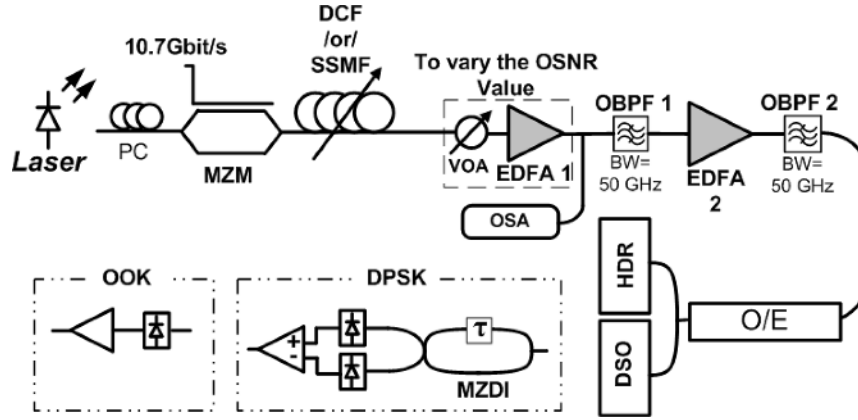 DCF
/or/
SSMF
10.7Gbit/s
To vary the OSNR
Value
OBPF 1
OBPF 2
Laser
PC
MZM
VOA
EDFA 1
BW=
50 GHz
EDFA
2
BW=
50 GHz
OSA
OOK
DPSK
HDR
O/E
+
-
τ
MZDI
DSO